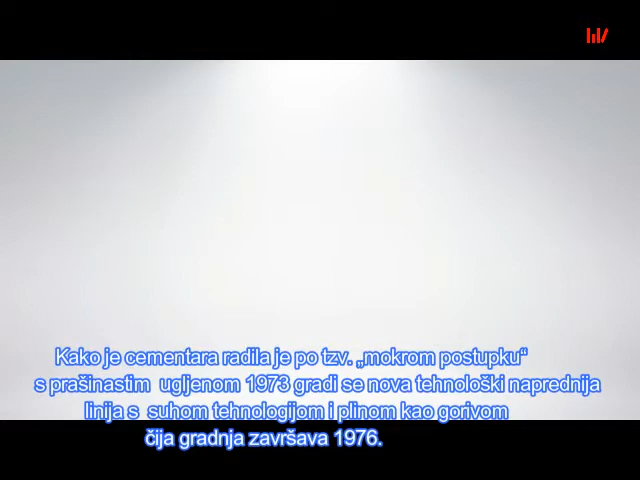 Kako je cementara radila je po tzv. „mokrom postupku“
s prašinastim ugljenom 1973 gradi se nova tehnološki naprednija
linija s suhom tehnologijom i plinom kao gorivom
čija gradnja završava 1976.